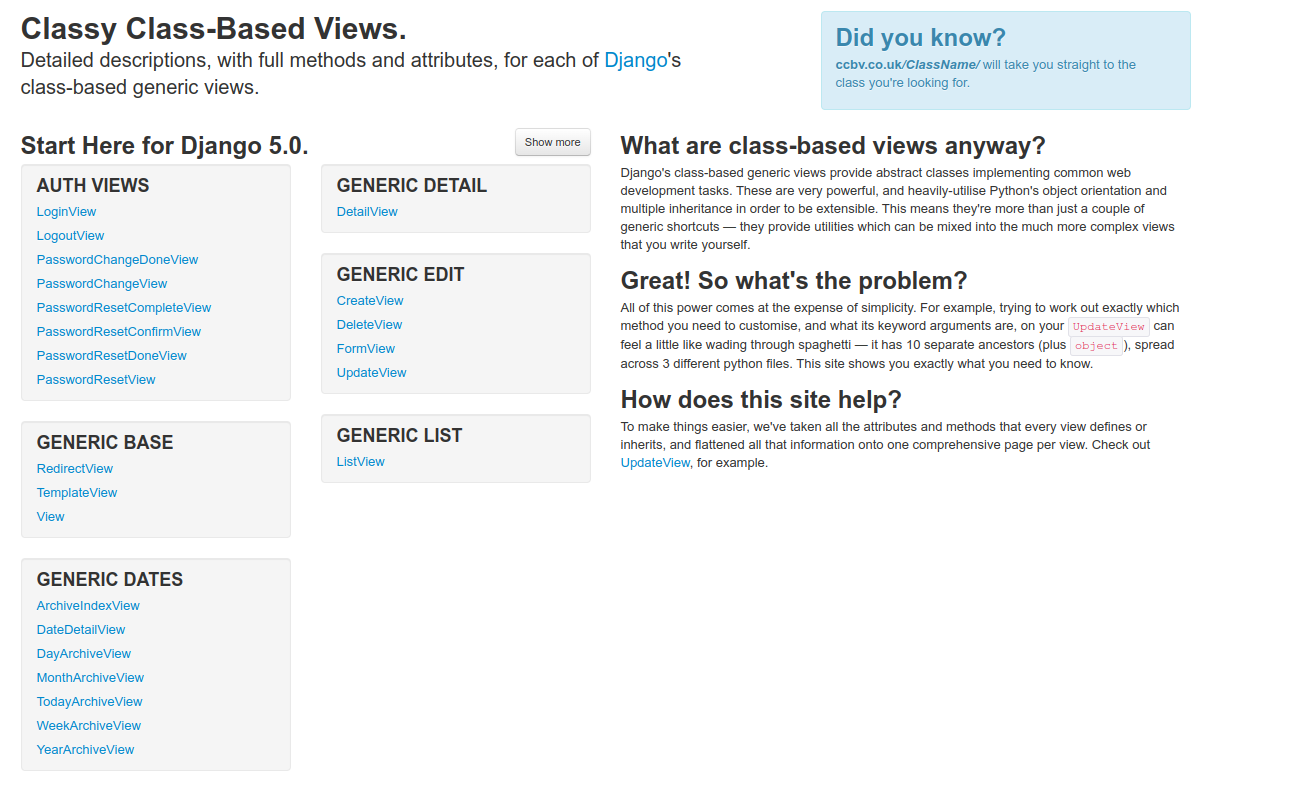 Classy Class-Based Views.
Detailed descriptions, with full methods and attributes, for each of Django's
class-based generic views.
Did you know?
ccbv.co.uk/ClassName/ will take you straight to the
class you're looking for.
Start Here for Django 5.0.
Show more
AUTH VIEWS
LoginView
LogoutView
PasswordChangeDoneView
PasswordChangeView
PasswordResetCompleteView
PasswordResetConfirmView
PasswordResetDoneView
PasswordResetView
GENERIC BASE
RedirectView
TemplateView
View
GENERIC DATES
ArchiveIndexView
DateDetailView
DayArchiveView
MonthArchiveView
TodayArchiveView
WeekArchiveView
YearArchiveView
GENERIC DETAIL
DetailView
GENERIC EDIT
CreateView
DeleteView
FormView
UpdateView
GENERIC LIST
ListView
What are class-based views anyway?
Django's class-based generic views provide abstract classes implementing common web
development tasks. These are very powerful, and heavily-utilise Python's object orientation and
multiple inheritance in order to be extensible. This means they're more than just a couple of
generic shortcuts — they provide utilities which can be mixed into the much more complex views
that you write yourself.
Great! So what's the problem?
All of this power comes at the expense of simplicity. For example, trying to work out exactly which
method you need to customise, and what its keyword arguments are, on your UpdateView can
feel a little like wading through spaghetti — it has 10 separate ancestors (plus object), spread
across 3 different python files. This site shows you exactly what you need to know.
How does this site help?
To make things easier, we've taken all the attributes and methods that every view defines or
inherits, and flattened all that information onto one comprehensive page per view. Check out
UpdateView, for example.